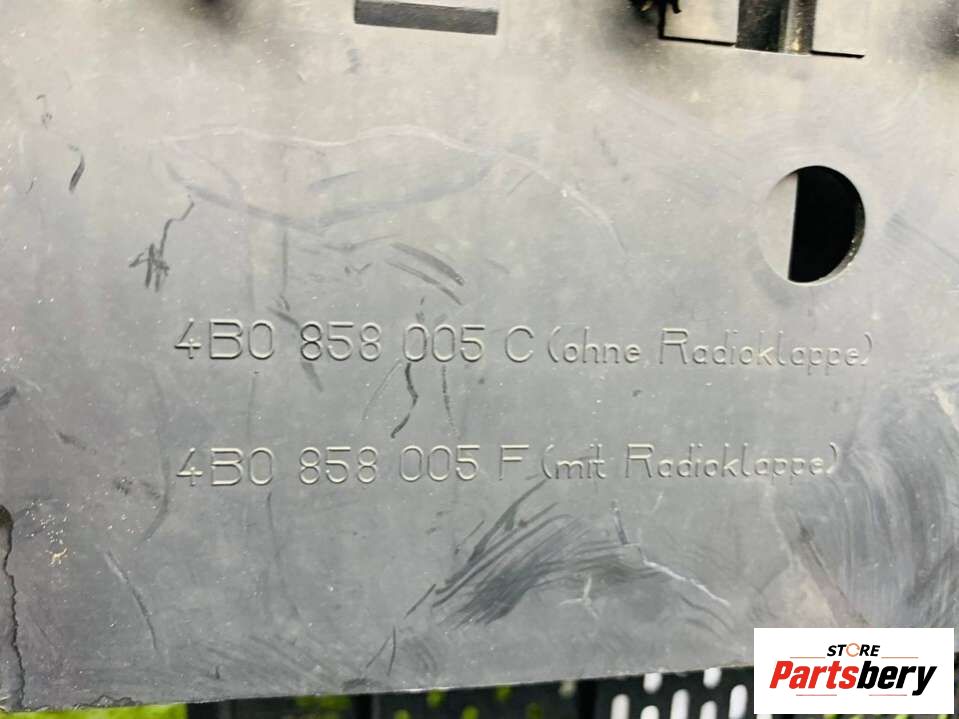 4B0 858 005 C (ohne Radioklappe)
4B0 858 005 F (mit Radioklappe)
STORE
Partsbery